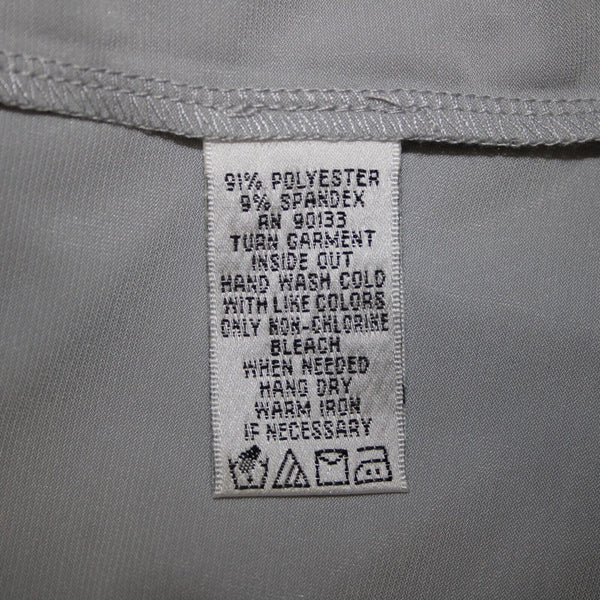 91% POLYESTER
9% SPANDEX
RN 90133
TURN GARMENT
INSIDE OUT
HAND WASH COLD
WITH LIKE COLORS
ONLY NON-CHLORINE
BLEACH
WHEN NEEDED
HANG DRY
WARM IRON
IF NECESSARY